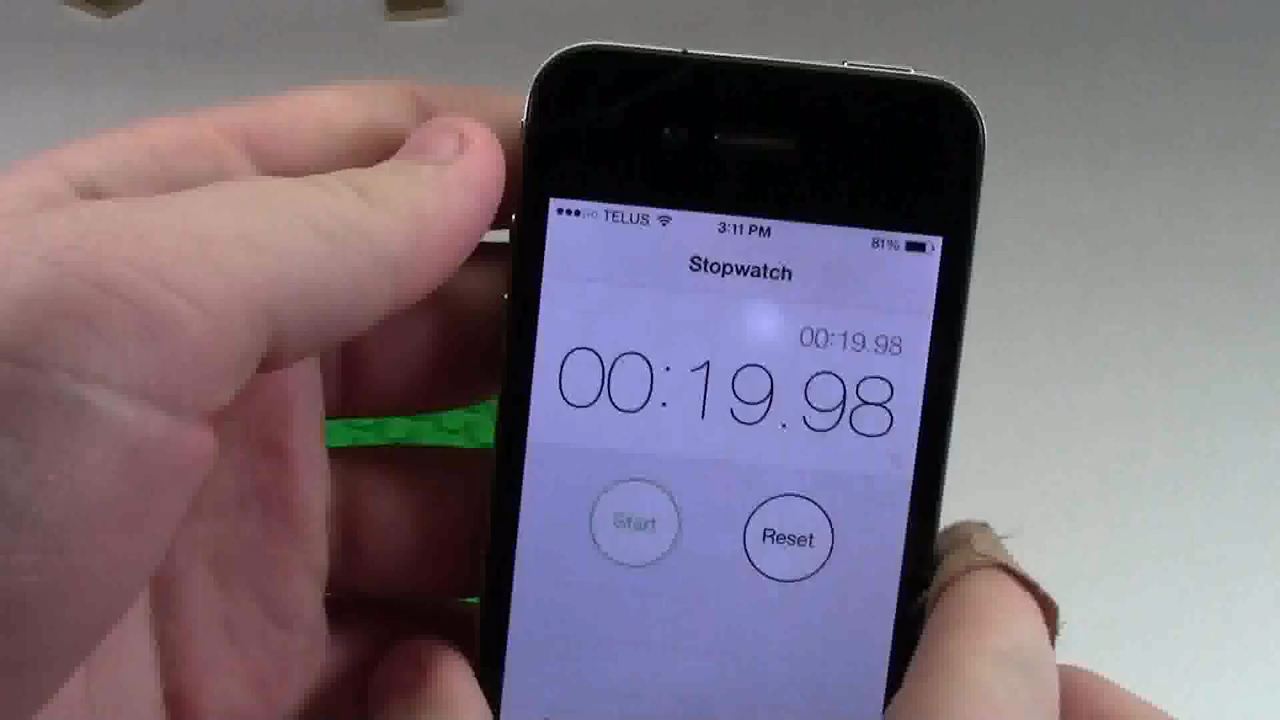 TELUS 3:11 PM 81%
Stopwatch
00:19.98
00:19.98
Start Reset